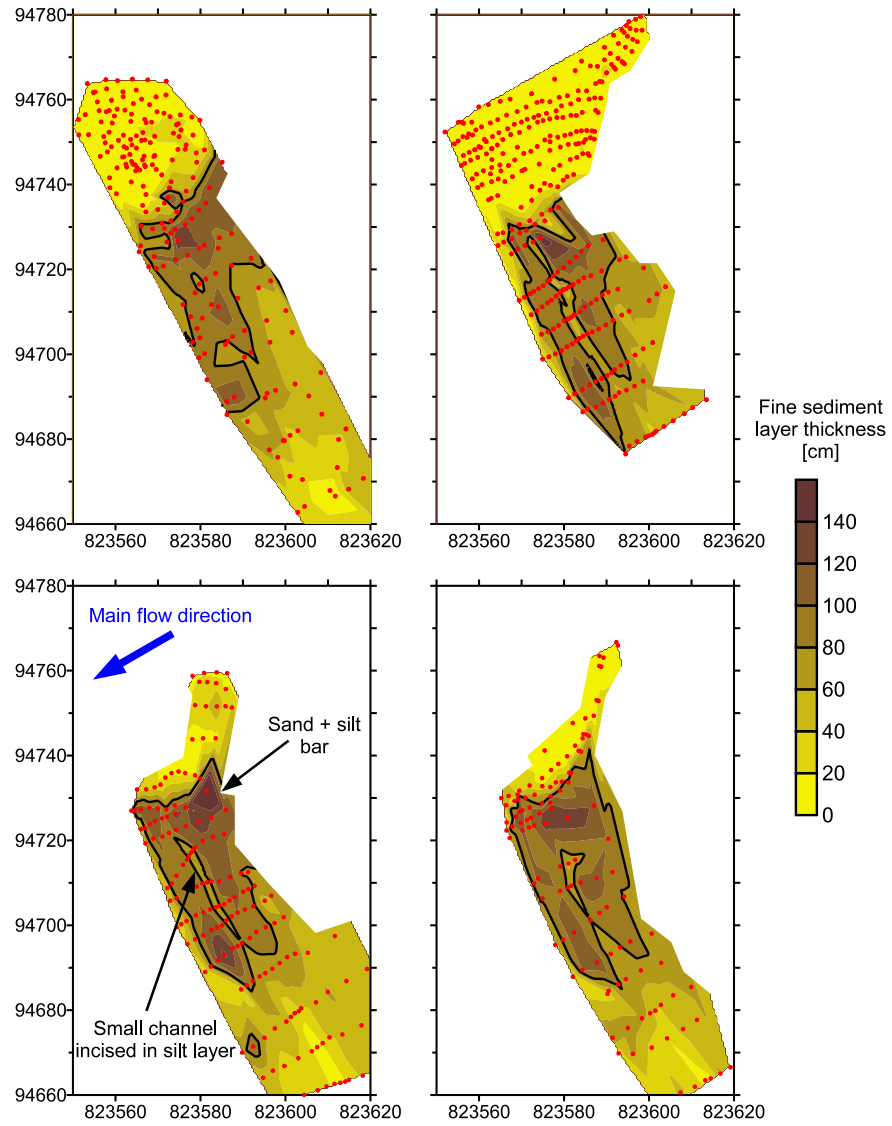 94780
94760
94740
94720
94700
94680
94660
823560 823580 823600 823620
823560 823580 823600 823620
Fine sediment
layer thickness
[cm]
140
120
100
80
60
40
20
0
94780
94760
94740
94720
94700
94680
94660
Main flow direction
Sand + silt
bar
Small channel
incised in silt layer
823560 823580 823600 823620
823560 823580 823600 823620